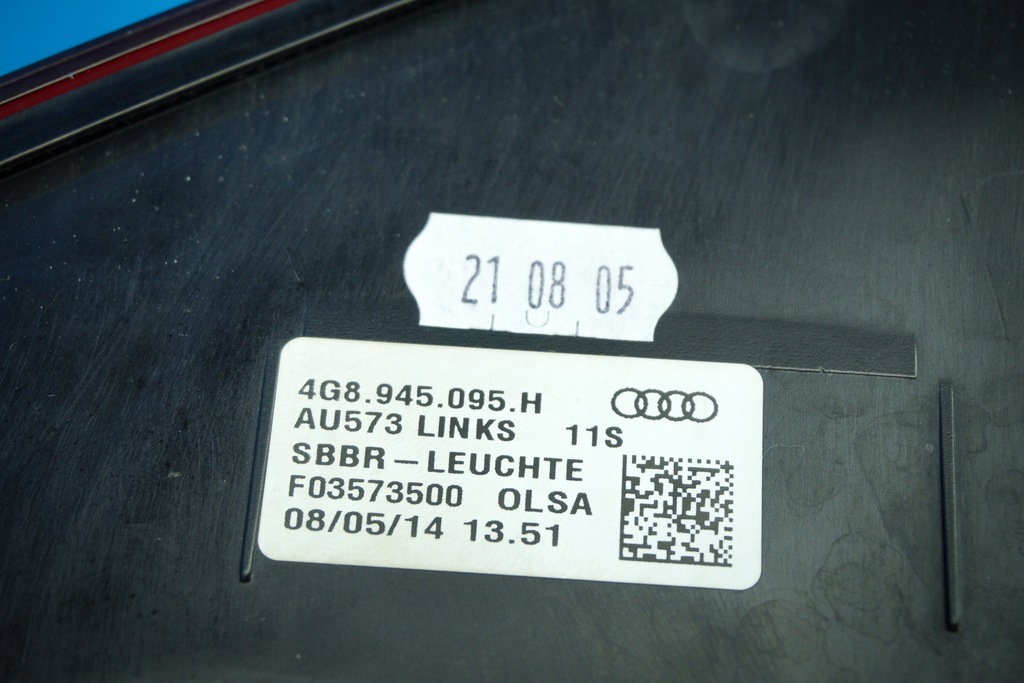 21 08 05
4G8.945.095.H
AU573 LINKS 11S
SBBR – LEUCHTE
F03573500 OLSA
08/05/14 13.51